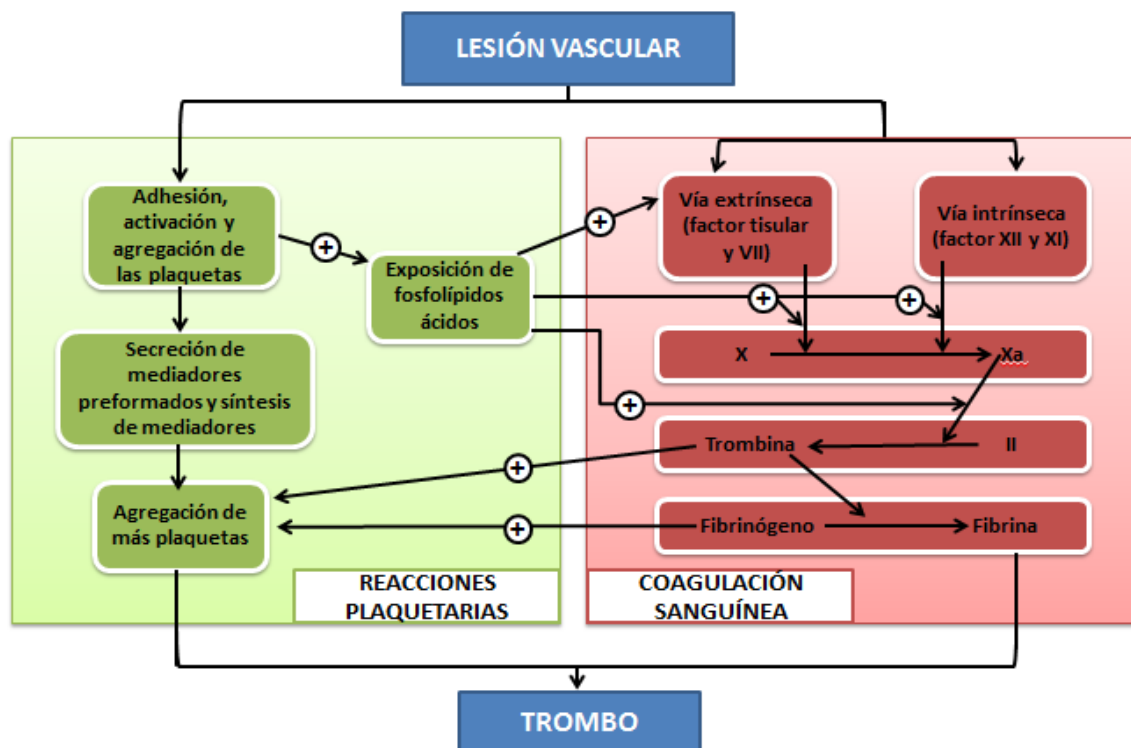 LESIÓN VASCULAR
Adhesión,
activación y
agregación de
las plaquetas
+
Exposición de
fosfolípidos
ácidos
+
Vía extrínseca
(factor tisular
y VII)
Vía intrínseca
(factor XII y XI)
+
+
X
Xa
Secreción de
mediadores
preformados y síntesis
de mediadores
+
Trombina
II
+
Agregación de
más plaquetas
+
Fibrinógeno
Fibrina
REACCIONES
PLAQUETARIAS
COAGULACIÓN
SANGUÍNEA
TROMBO